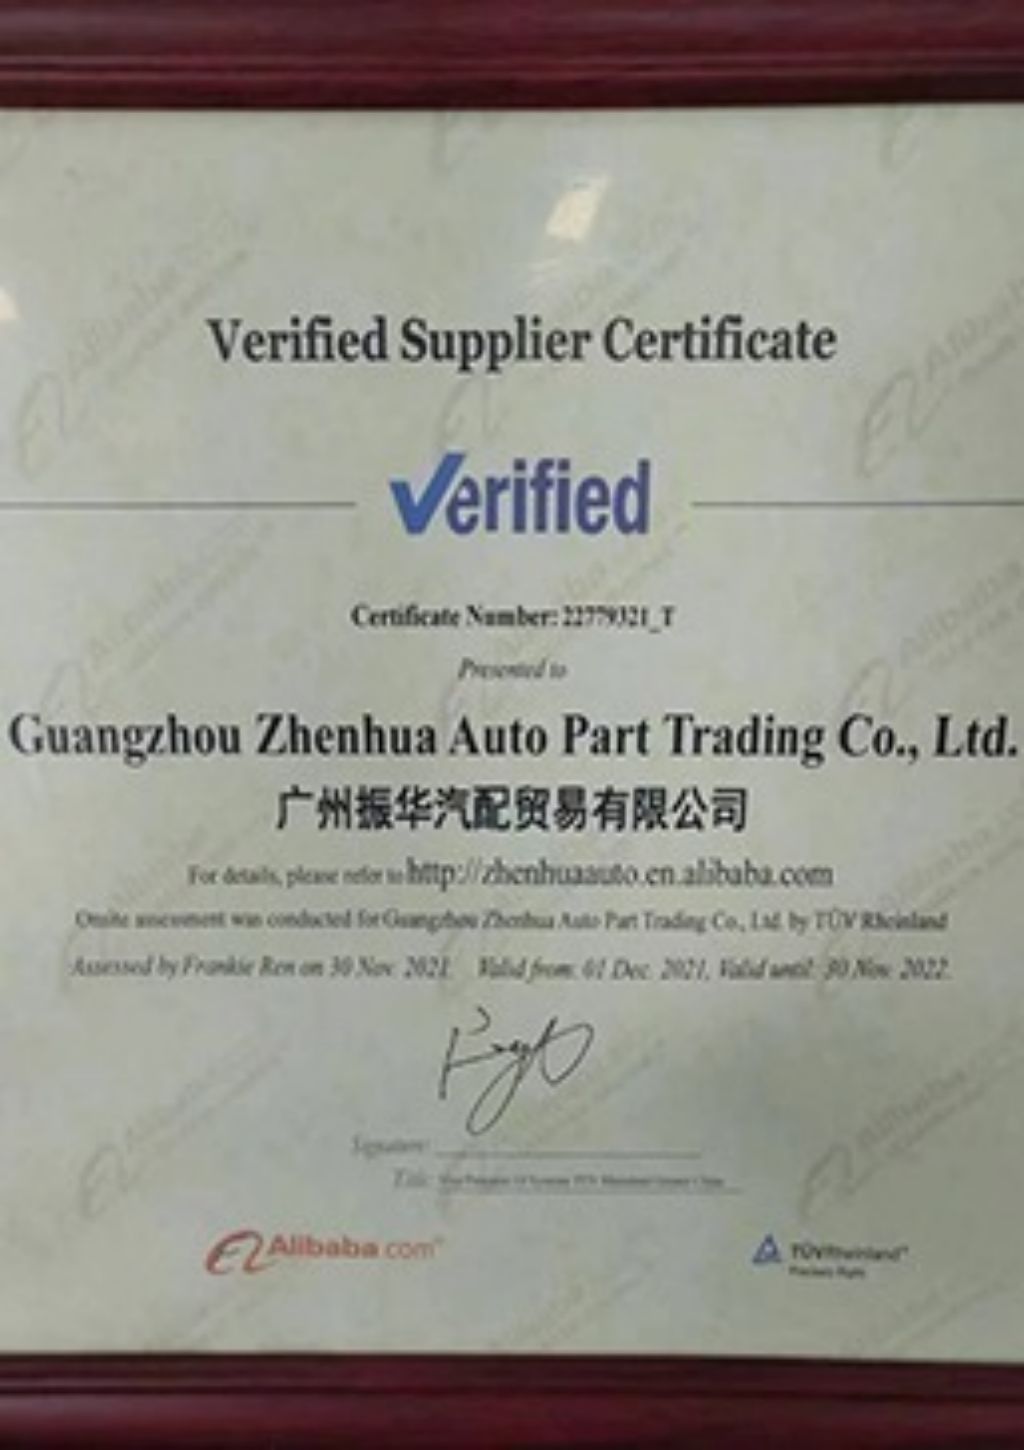 Verified Supplier Certificate
Verified
Certificate Number: 22779321_T
Presented to
Guangzhou Zhenhua Auto Part Trading Co., Ltd.
广州振华汽配贸易有限公司
For details, please refer to http://zhenhuaauto.en.alibaba.com
Onsite assessment was conducted for Guangzhou Zhenhua Auto Part Trading Co., Ltd. by TÜV Rheinland
Assessed by Frankie Ren on 30 Nov. 2021, Valid from: 01 Dec. 2021, Valid until: 30 Nov. 2022.
Signature:
Title:
Alibaba.com
TÜVRheinland
Precisely Right.